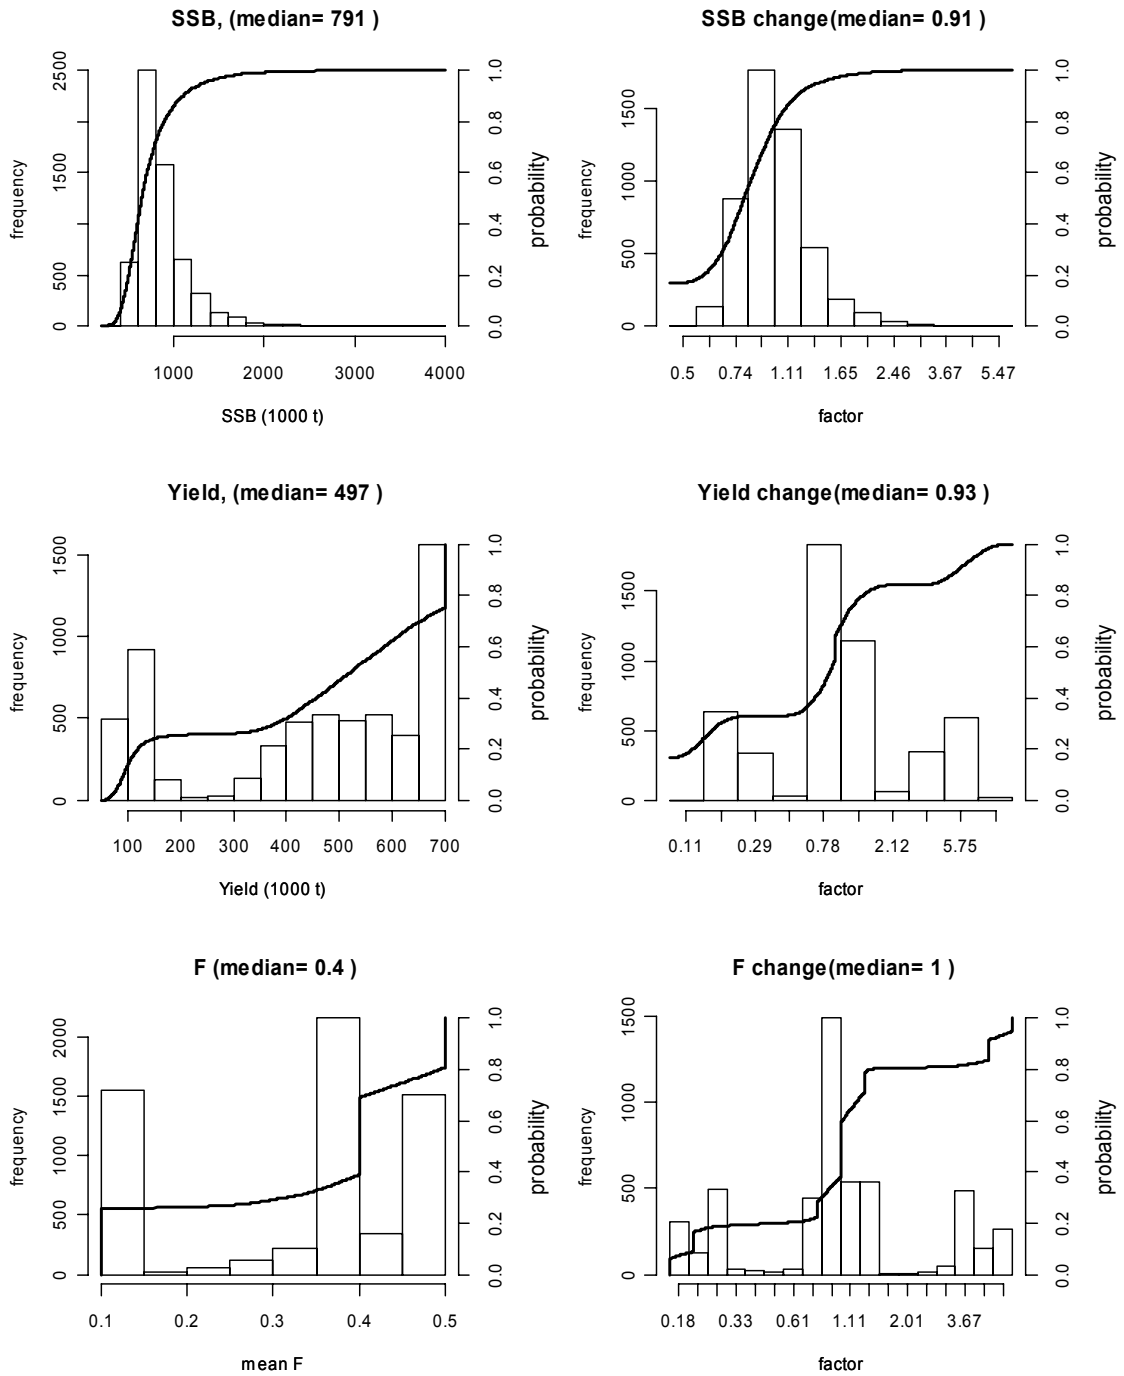 SSB, (median= 791 )
SSB change(median= 0.91 )
frequency
0 500 1500 2500
probability
0.0 0.2 0.4 0.6 0.8 1.0
1000 2000 3000 4000
SSB (1000 t)
frequency
0 500 1000 1500
probability
0.0 0.2 0.4 0.6 0.8 1.0
0.5 0.74 1.11 1.65 2.46 3.67 5.47
factor
Yield, (median= 497 )
Yield change(median= 0.93 )
frequency
0 500 1000 1500
probability
0.0 0.2 0.4 0.6 0.8 1.0
100 200 300 400 500 600 700
Yield (1000 t)
frequency
0 500 1000 1500
probability
0.0 0.2 0.4 0.6 0.8 1.0
0.11 0.29 0.78 2.12 5.75
factor
F (median= 0.4 )
F change(median= 1 )
frequency
0 500 1000 1500 2000
probability
0.0 0.2 0.4 0.6 0.8 1.0
0.1 0.2 0.3 0.4 0.5
mean F
frequency
0 500 1000 1500
probability
0.0 0.2 0.4 0.6 0.8 1.0
0.18 0.33 0.61 1.11 2.01 3.67
factor